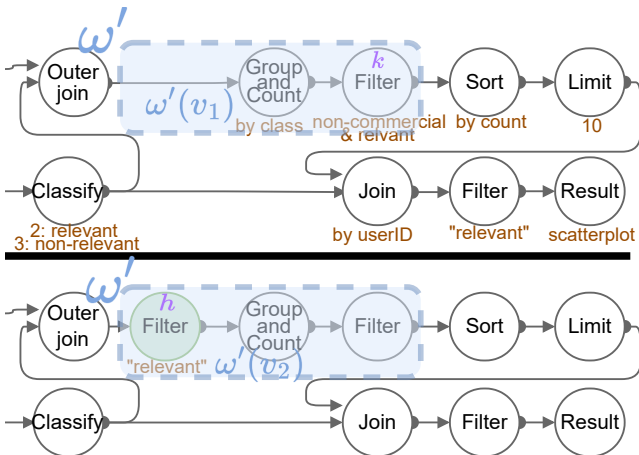 ω'
Outer
join
Group
and
Count
by class
k
Filter
non-commercial
& relvant
Sort
by count
Limit
10
ω'(v₁)
Classify
2: relevant
3: non-relevant
Join
by userID
Filter
"relevant"
Result
scatterplot
ω'
Outer
join
h
Filter
"relevant"
Group
and
Count
Filter
Sort
Limit
ω'(v₂)
Classify
Join
Filter
Result